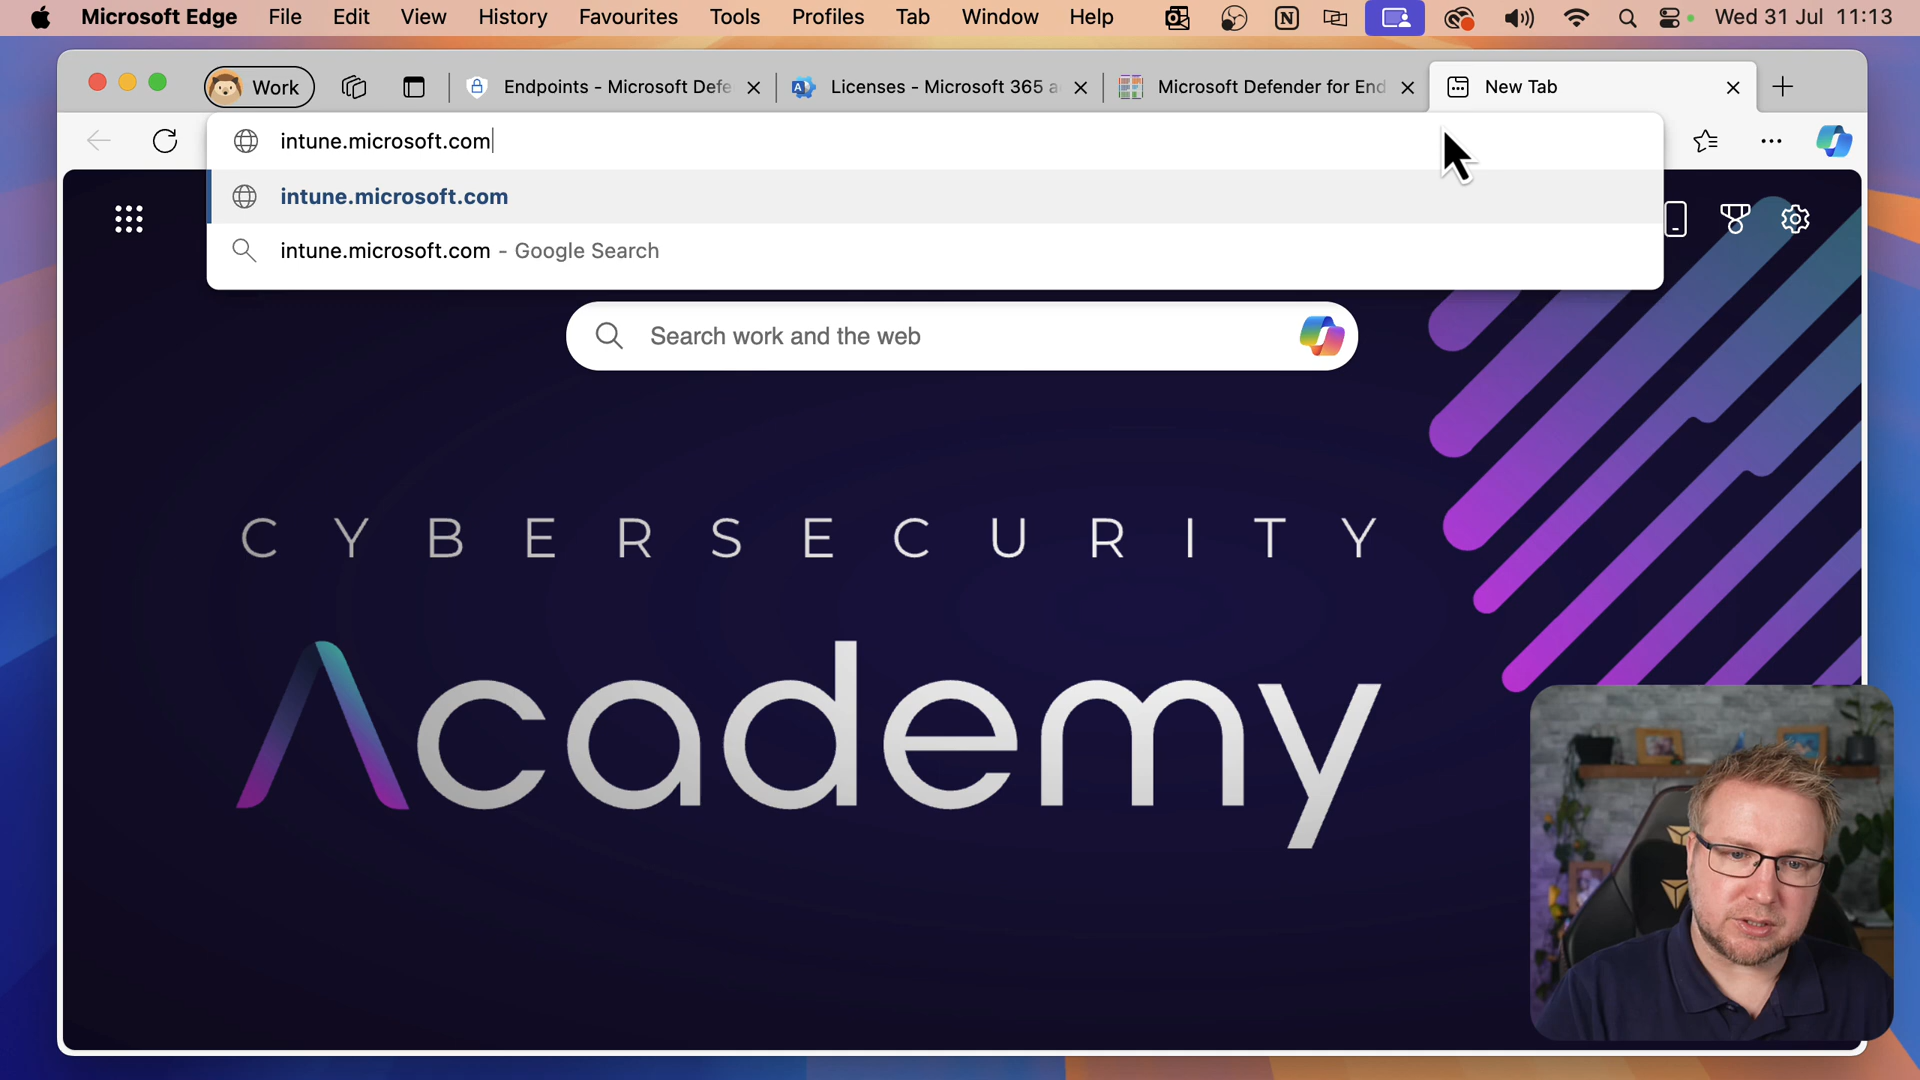 Microsoft Edge File Edit View History Favourites Tools Profiles Tab Window Help Wed 31 Jul 11:13
Work Endpoints - Microsoft Defe Licenses - Microsoft 365 a Microsoft Defender for End New Tab
intune.microsoft.com
intune.microsoft.com
intune.microsoft.com - Google Search
Search work and the web
CYBERSECURITY
Academy